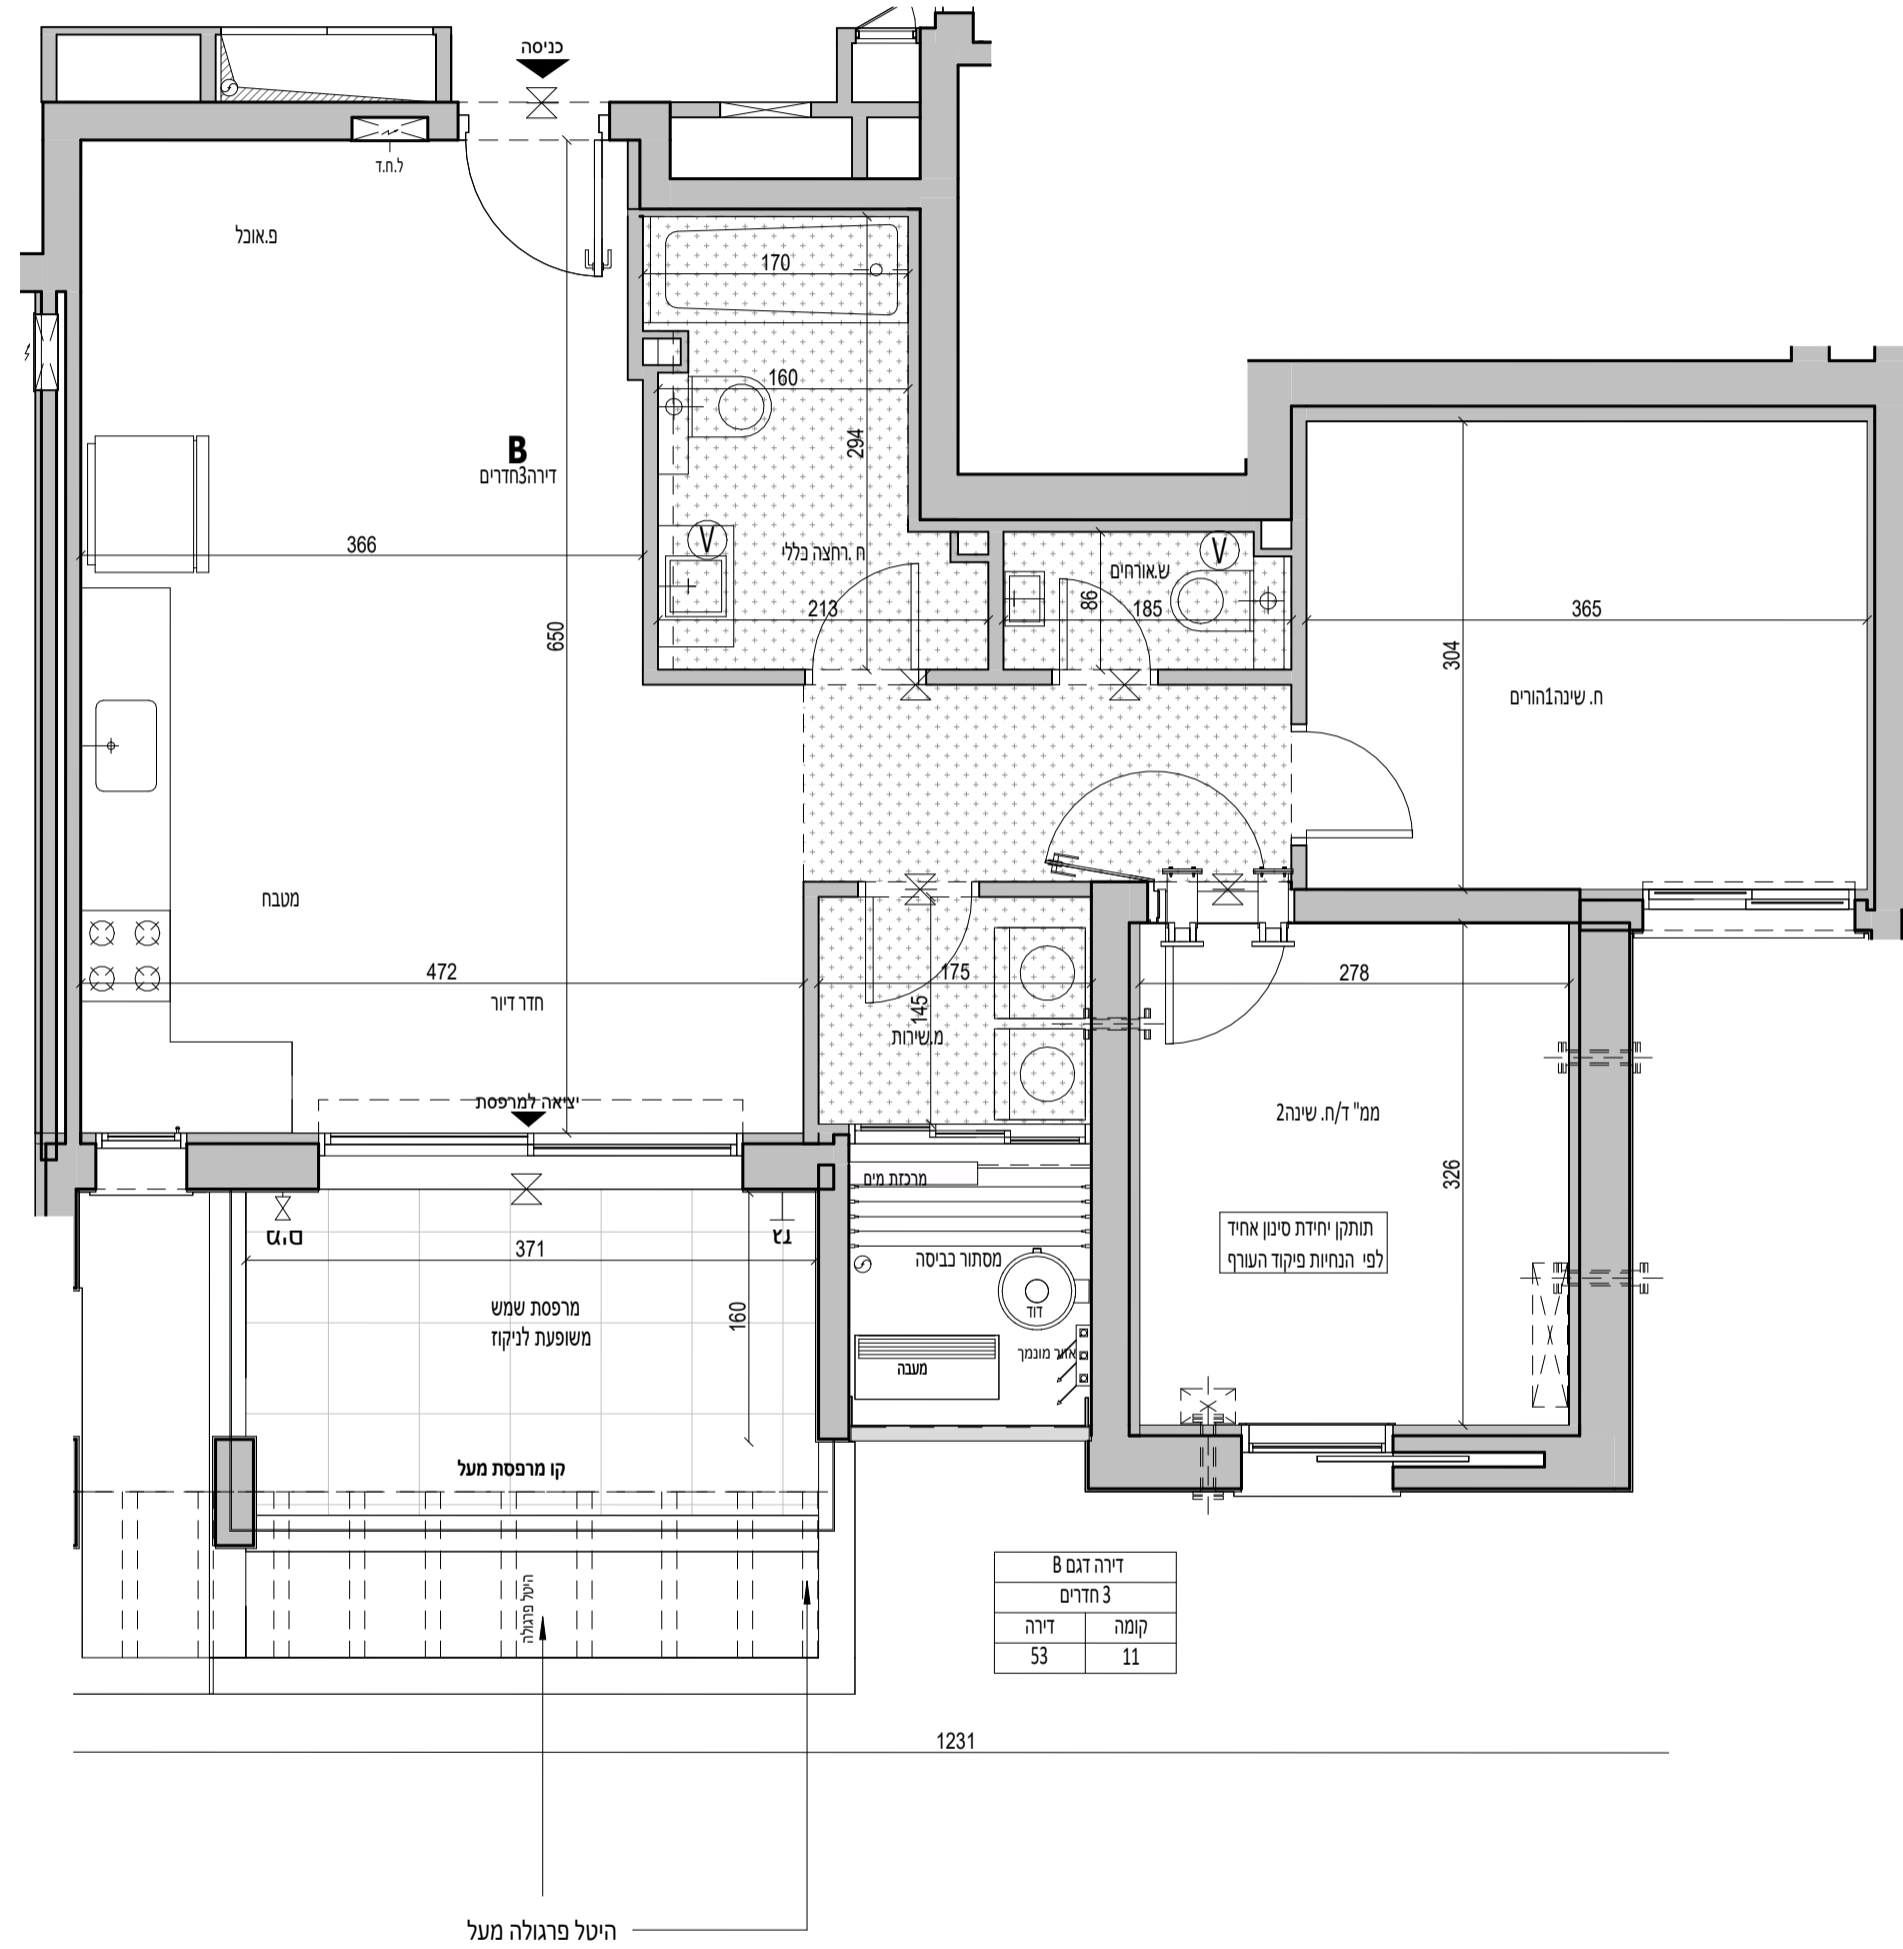 כניסה
ל.ח.ד
פ.אוכל
170
160
294
B
דירה3חדרים
366
V
ח.רחצה כללי
V
ש.אורחים
213
86
185
365
650
304
ח. שינה1הורים
מטבח
472
חדר דיור
175
145
מ.שירות
278
יציאה למרפסת
ממ"ד/ח. שינה2
326
מרכזת מים
תותקן יחידת סינון אחיד
לפי הנחיות פיקוד העורף
371
מסתור כביסה
מרפסת שמש
משופעת לניקוז
160
דוד
אזור מונמך
מעבה
קו מרפסת מעל
היטל פרגולה
דירה דגם B
3 חדרים
קומה דירה
11 53
1231
היטל פרגולה מעל